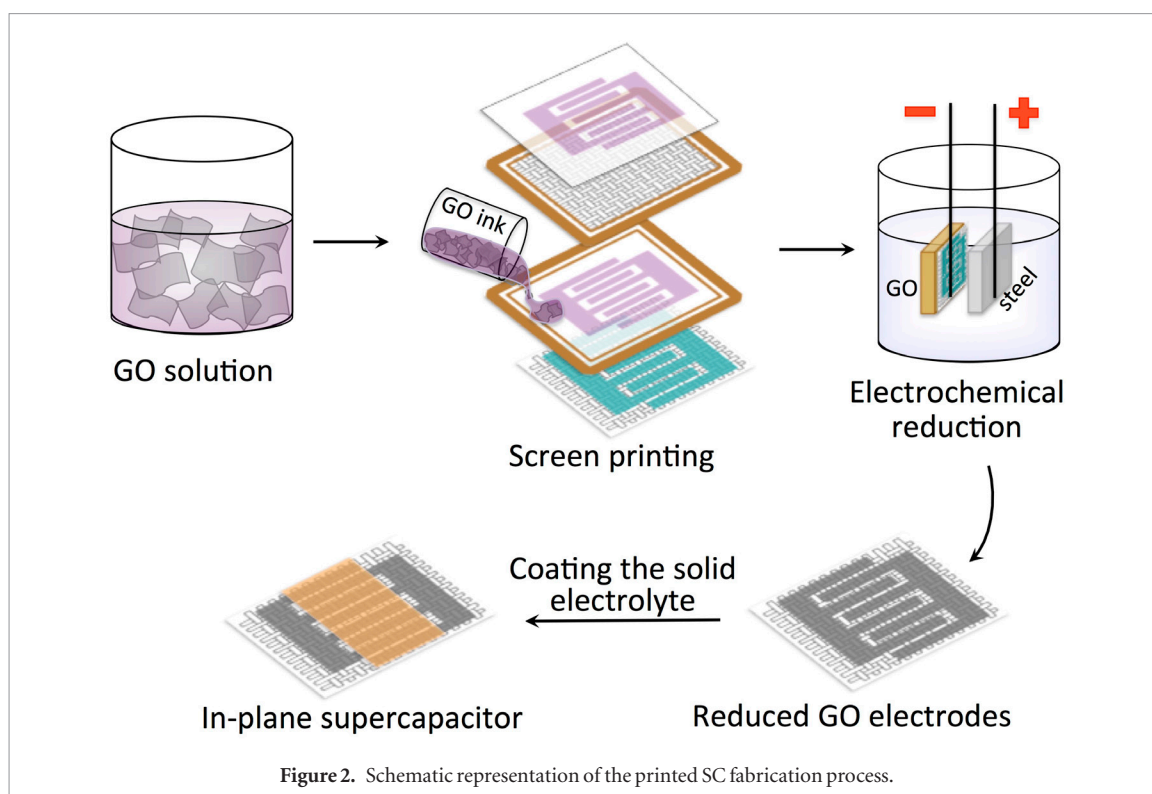 GO solution
GO ink
Screen printing
−
+
GO
steel
Electrochemical
reduction
Coating the solid
electrolyte
In-plane supercapacitor
Reduced GO electrodes
Figure 2. Schematic representation of the printed SC fabrication process.